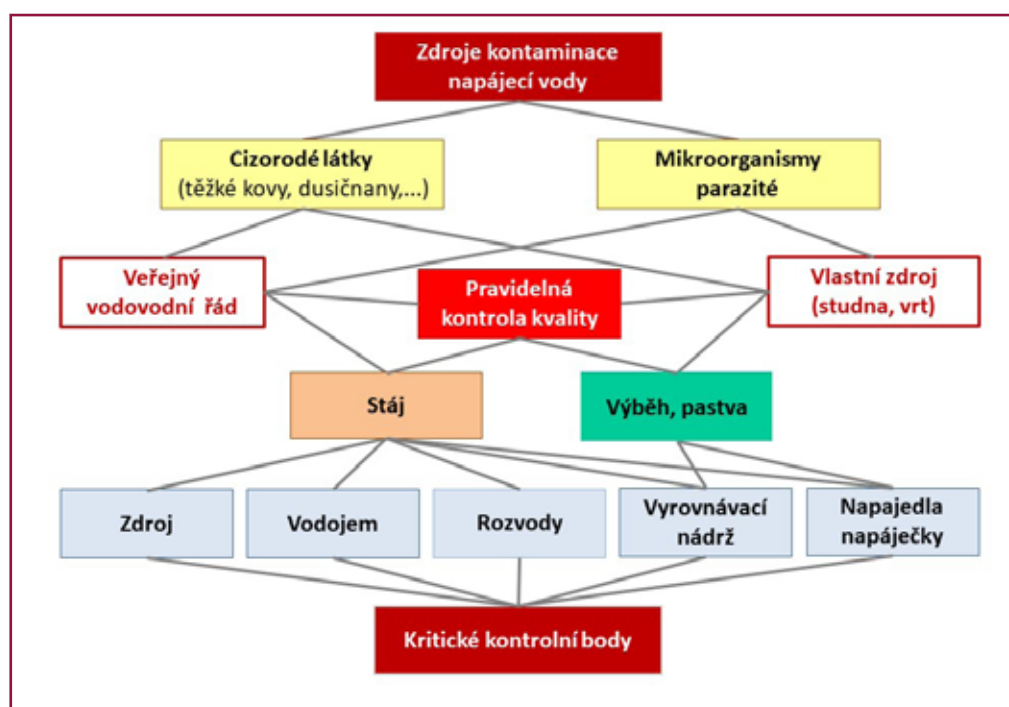 Zdroje kontaminace
napájecí vody
Cizorodé látky
(těžké kovy, dusičnany,...)
Mikroorganismy
parazité
Veřejný
vodovodní řád
Pravidelná
kontrola kvality
Vlastní zdroj
(studna, vrt)
Stáj
Výběh, pastva
Zdroj
Vodojem
Rozvody
Vyrovnávací
nádrž
Napajedla
napáječky
Kritické kontrolní body